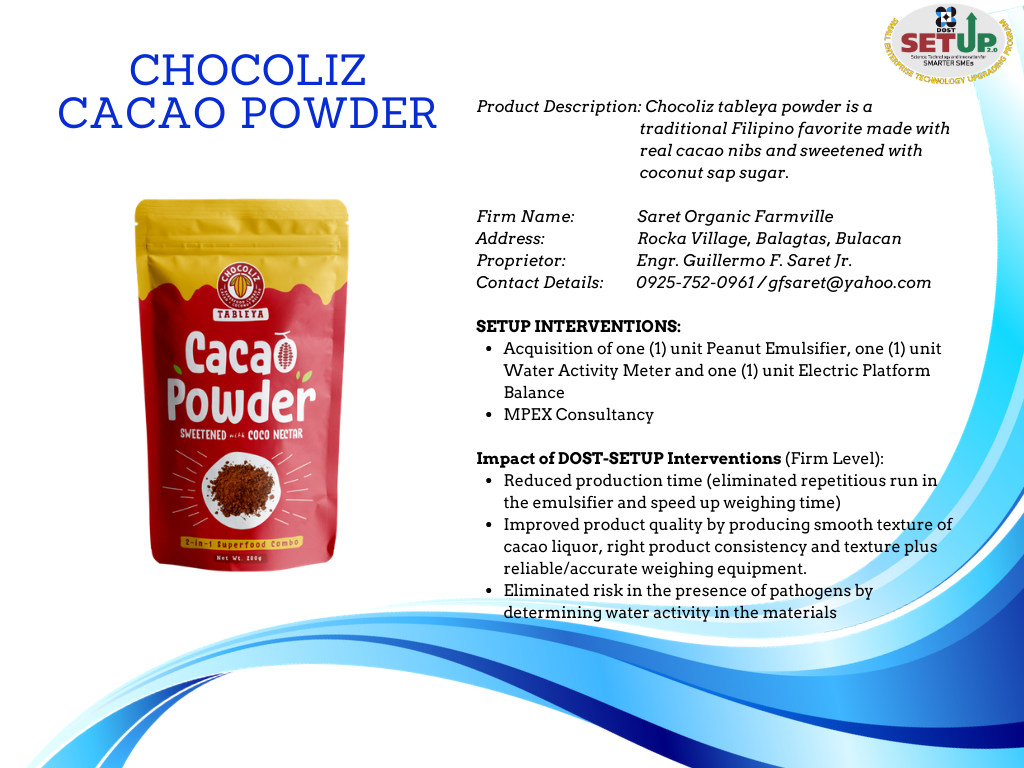 DOST
SETUP 2.0
Science Technology and Innovation for
SMARTER SMEs
SMALL ENTERPRISE TECHNOLOGY UPGRADING PROGRAM
CHOCOLIZ
CACAO POWDER
Product Description: Chocoliz tableya powder is a
traditional Filipino favorite made with
real cacao nibs and sweetened with
coconut sap sugar.
Firm Name: Saret Organic Farmville
Address: Rocka Village, Balagtas, Bulacan
Proprietor: Engr. Guillermo F. Saret Jr.
Contact Details: 0925-752-0961 / gfsaret@yahoo.com
SETUP INTERVENTIONS:
• Acquisition of one (1) unit Peanut Emulsifier, one (1) unit
Water Activity Meter and one (1) unit Electric Platform
Balance
• MPEX Consultancy
Impact of DOST-SETUP Interventions (Firm Level):
• Reduced production time (eliminated repetitious run in
the emulsifier and speed up weighing time)
• Improved product quality by producing smooth texture of
cacao liquor, right product consistency and texture plus
reliable/accurate weighing equipment.
• Eliminated risk in the presence of pathogens by
determining water activity in the materials
CHOCOLIZ
TABLEYA
Cacao
Powder
SWEETENED with COCO NECTAR
2-in-1 Superfood Combo
Net Wt. 200g